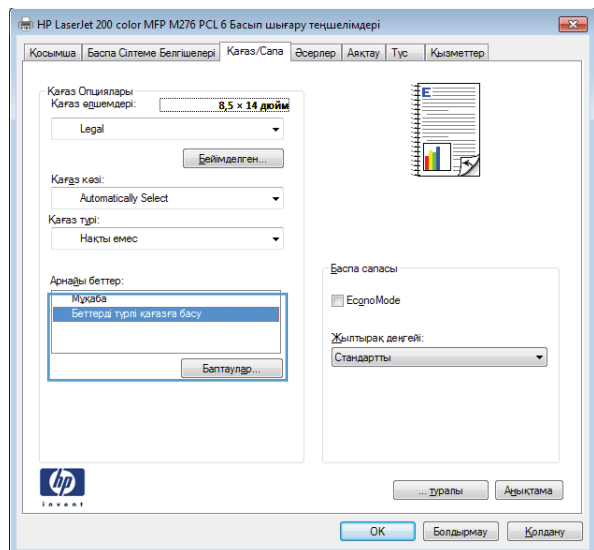 HP LaserJet 200 color MFP M276 PCL 6 Басып шығару теңшелімдері
Қосымша Баспа Сілтеме Белгішелері Қағаз/Сапа Әсерлер Аяқтау Түс Қызметтер
Қағаз Опциялары
Қағаз өлшемдері: 8,5 × 14 дюйм
Legal
Бейімделген...
Қағаз көзі:
Automatically Select
Қағаз түрі:
Нақты емес
Арнайы беттер:
Мұқаба
Беттерді түрлі қағазға басу
Баптаулар...
E
Баспа сапасы
EconoMode
Жылтырақ деңгейі:
Стандартты
hp
invent
... туралы Анықтама
OK Болдырмау Қолдану